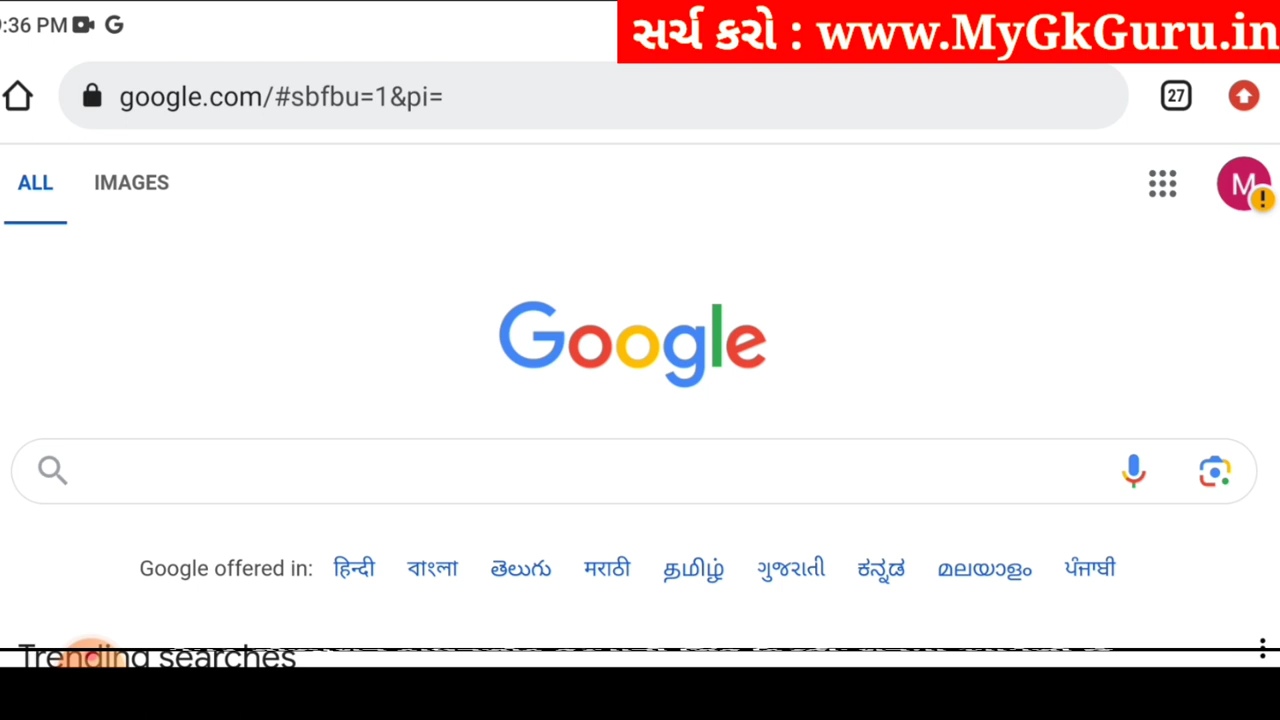 :36 PM
સર્ચ કરો : www.MyGkGuru.in
google.com/#sbfbu=1&pi=
27
ALL IMAGES
M
!
Google
Google offered in: हिन्दी বাংলা తెలుగు मराठी தமிழ் ગુજરાતી ಕನ್ನಡ മലയാളം ਪੰਜਾਬੀ
Trending searches